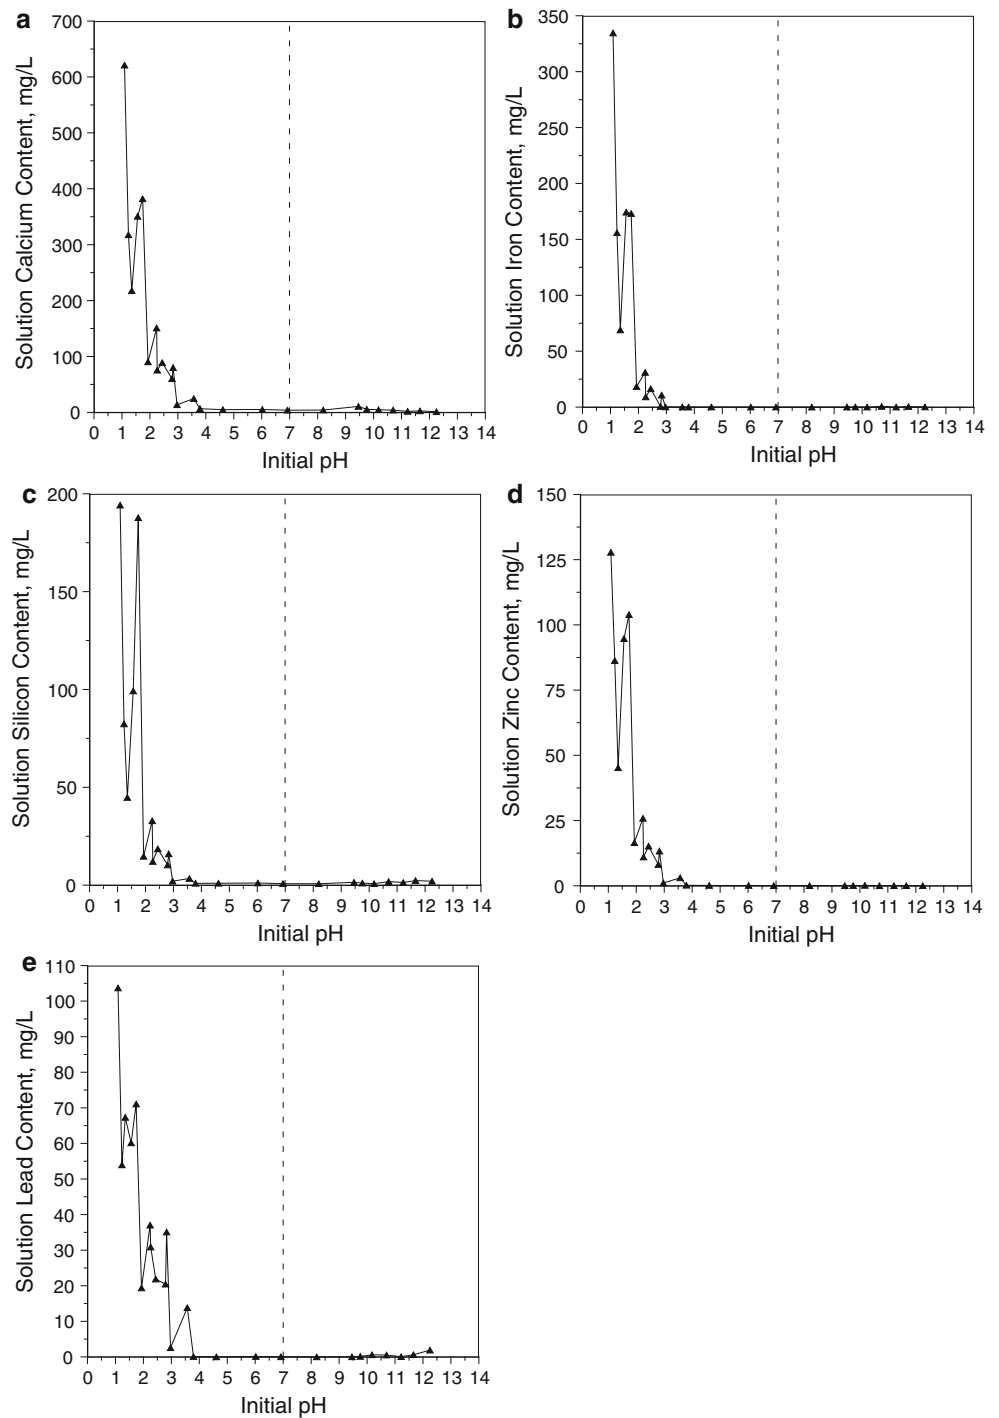 a
700
600
500
400
300
200
100
0
Solution Calcium Content, mg/L
0 1 2 3 4 5 6 7 8 9 10 11 12 13 14
Initial pH
b
350
300
250
200
150
100
50
0
Solution Iron Content, mg/L
0 1 2 3 4 5 6 7 8 9 10 11 12 13 14
Initial pH
c
200
150
100
50
0
Solution Silicon Content, mg/L
0 1 2 3 4 5 6 7 8 9 10 11 12 13 14
Initial pH
d
150
125
100
75
50
25
0
Solution Zinc Content, mg/L
0 1 2 3 4 5 6 7 8 9 10 11 12 13 14
Initial pH
e
110
100
90
80
70
60
50
40
30
20
10
0
Solution Lead Content, mg/L
0 1 2 3 4 5 6 7 8 9 10 11 12 13 14
Initial pH